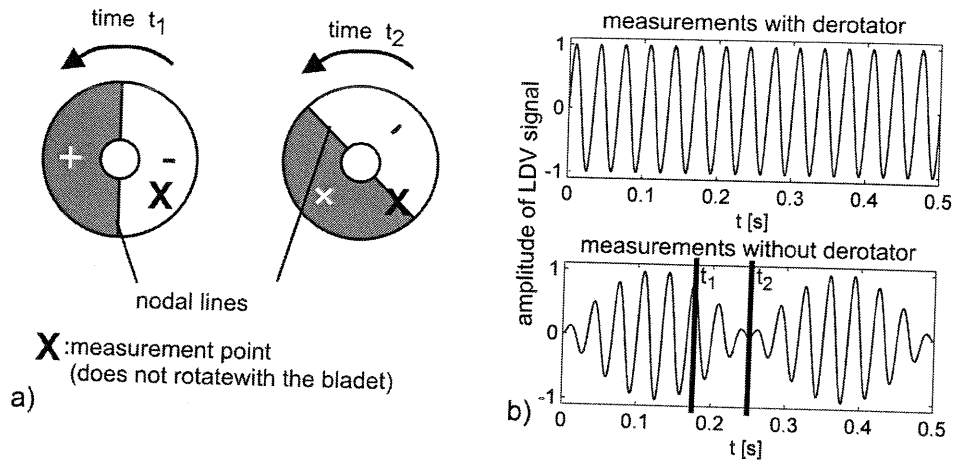 time t1
time t2
+
-
X
-
×
X
nodal lines
X :measurement point
(does not rotatewith the bladet)
a)
measurements with derotator
1
0
-1
0 0.1 0.2 0.3 0.4 0.5
t [s]
amplitude of LDV signal
measurements without derotator
t1
t2
1
0
-1
0 0.1 0.2 0.3 0.4 0.5
t [s]
b)